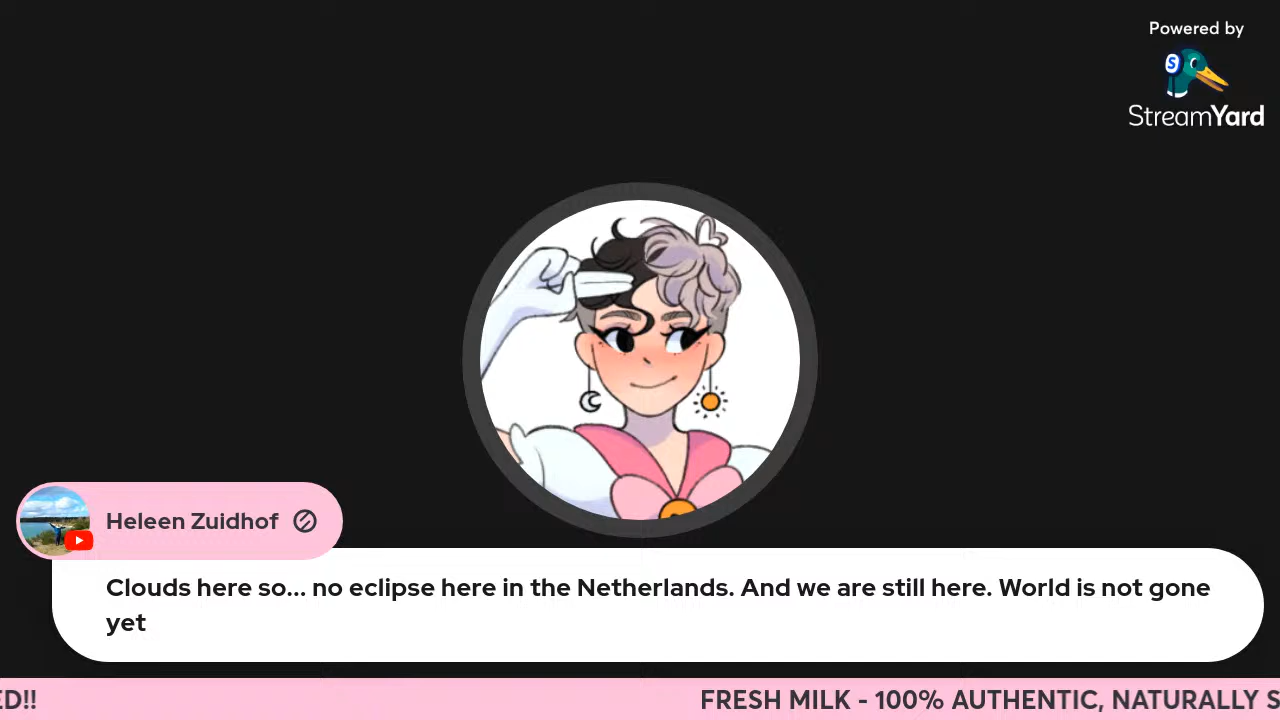 Powered by
S
StreamYard
Heleen Zuidhof
Clouds here so... no eclipse here in the Netherlands. And we are still here. World is not gone
yet
ED!! FRESH MILK - 100% AUTHENTIC, NATURALLY S